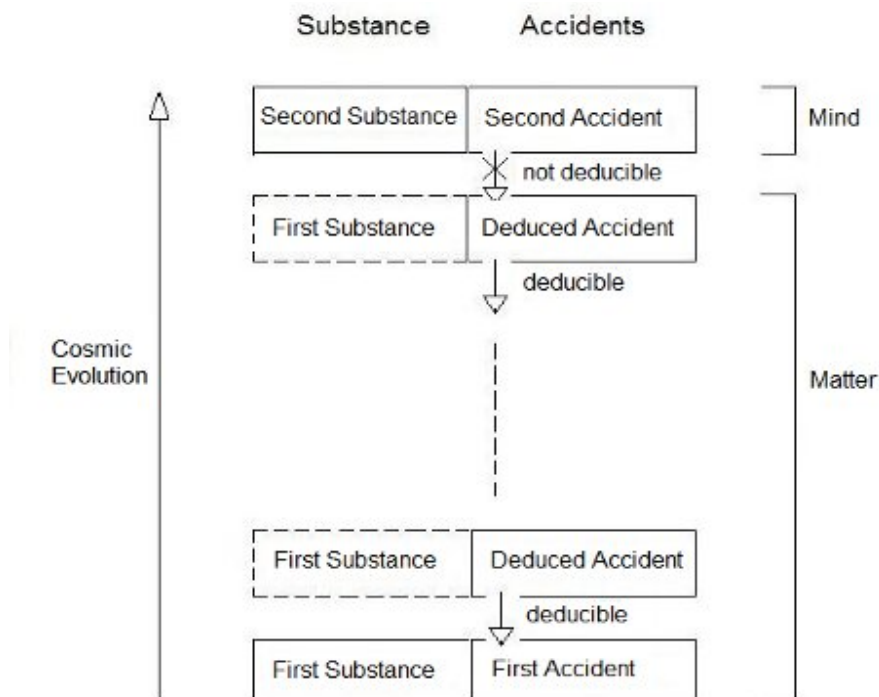 Substance Accidents
Second Substance Second Accident
Mind
not deducible
First Substance Deduced Accident
deducible
Cosmic
Evolution
Matter
First Substance Deduced Accident
deducible
First Substance First Accident